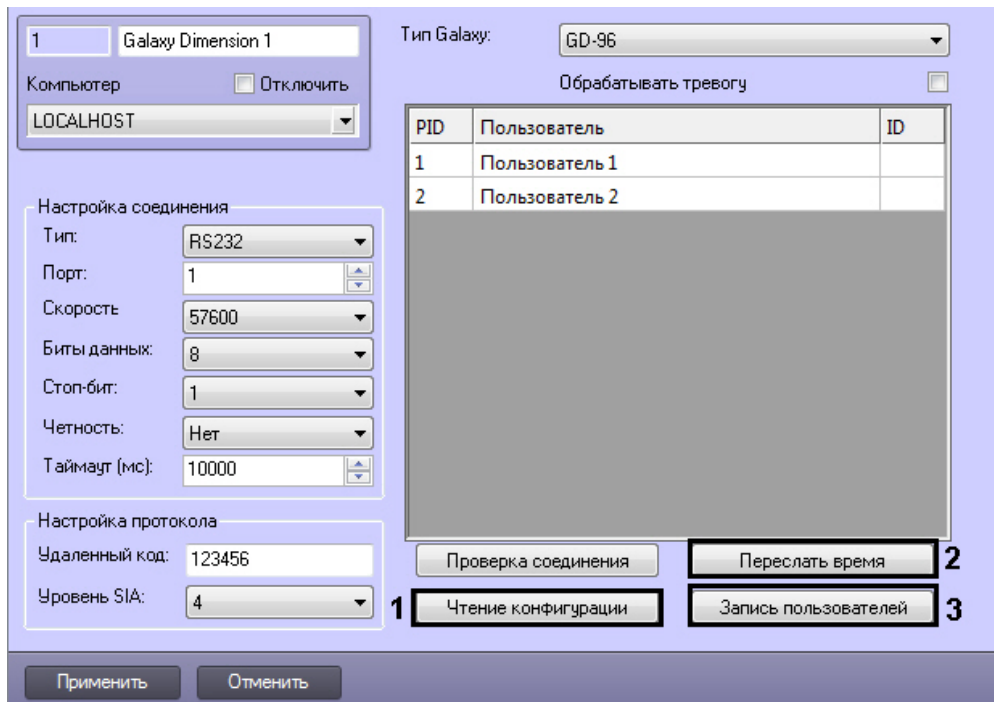 1 Galaxy Dimension 1
Компьютер Отключить
LOCALHOST
Тип Galaxy: GD-96
Обрабатывать тревогу
PID Пользователь ID
1 Пользователь 1
2 Пользователь 2
Настройка соединения
Тип: RS232
Порт: 1
Скорость 57600
Биты данных: 8
Стоп-бит: 1
Четность: Нет
Таймаут (мс): 10000
Настройка протокола
Удаленный код: 123456
Уровень SIA: 4
Проверка соединения Переслать время 2
1 Чтение конфигурации Запись пользователей 3
Применить Отменить